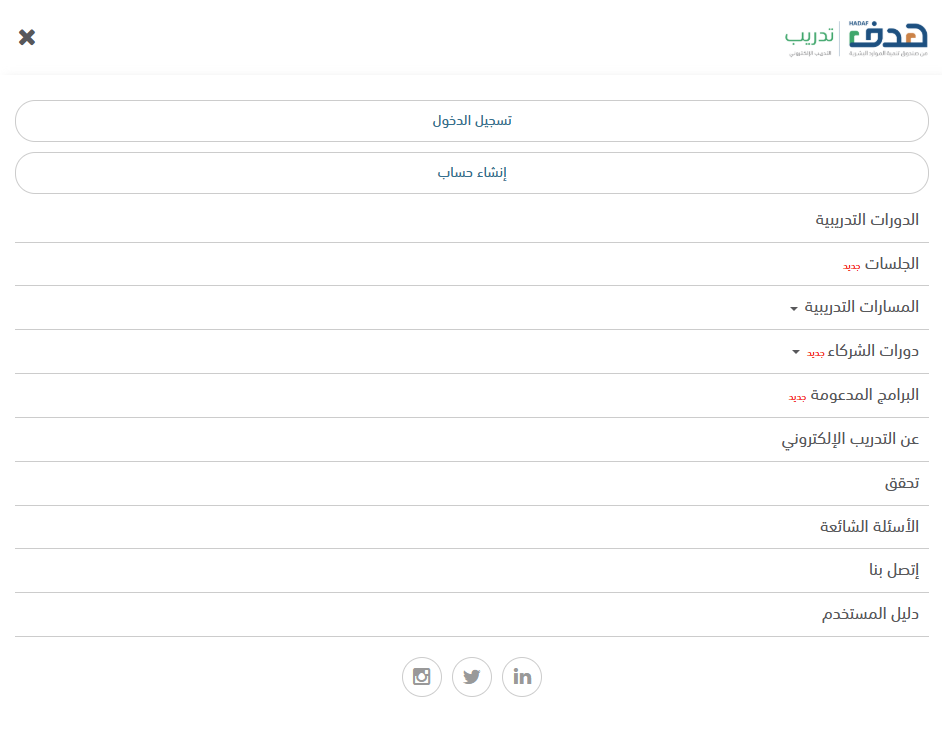 HADAF
هدف
من صندوق تنمية الموارد البشرية
تدريب
التدريب الإلكتروني
تسجيل الدخول
إنشاء حساب
الدورات التدريبية
الجلسات جديد
المسارات التدريبية
دورات الشركاء جديد
البرامج المدعومة جديد
عن التدريب الإلكتروني
تحقق
الأسئلة الشائعة
إتصل بنا
دليل المستخدم
in